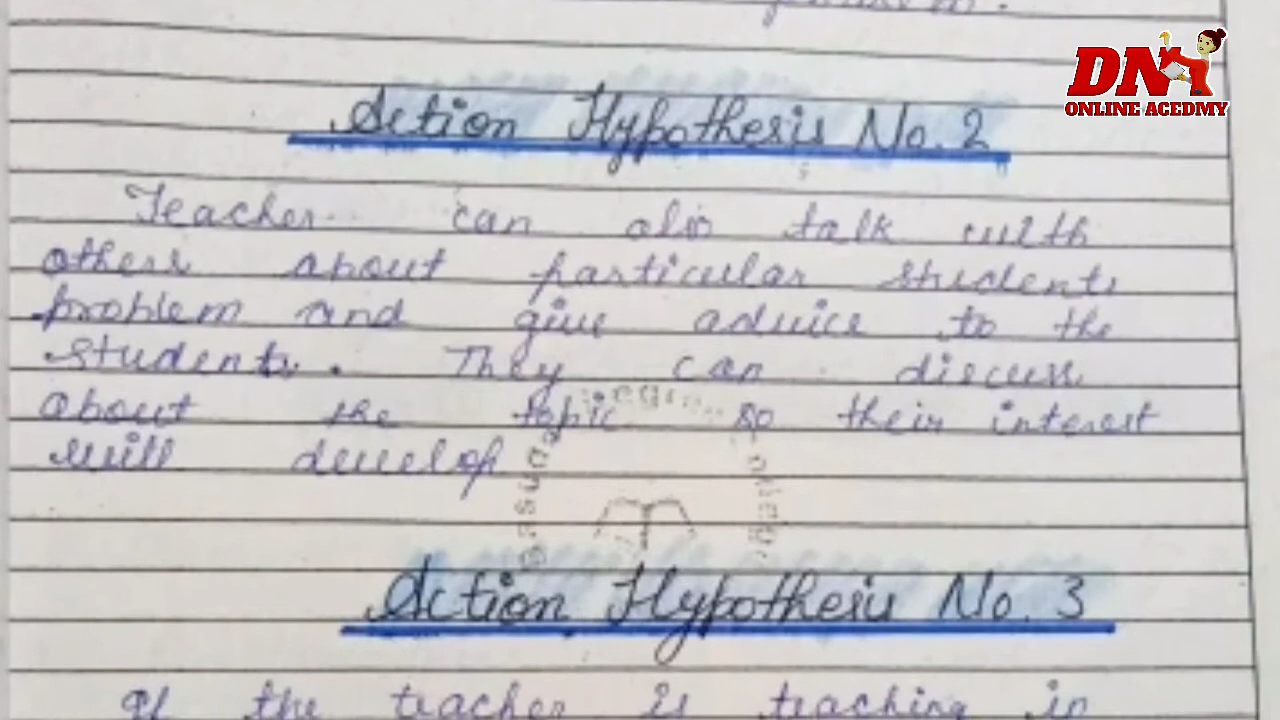 DN
ONLINE ACEDMY
Action Hypothesis No. 2
Teacher can also talk with
others about particular students
problem and give advice to the
students. They can discuss
about the topic so their interest
will develop
Action Hypothesis No. 3
If the teacher is teaching in